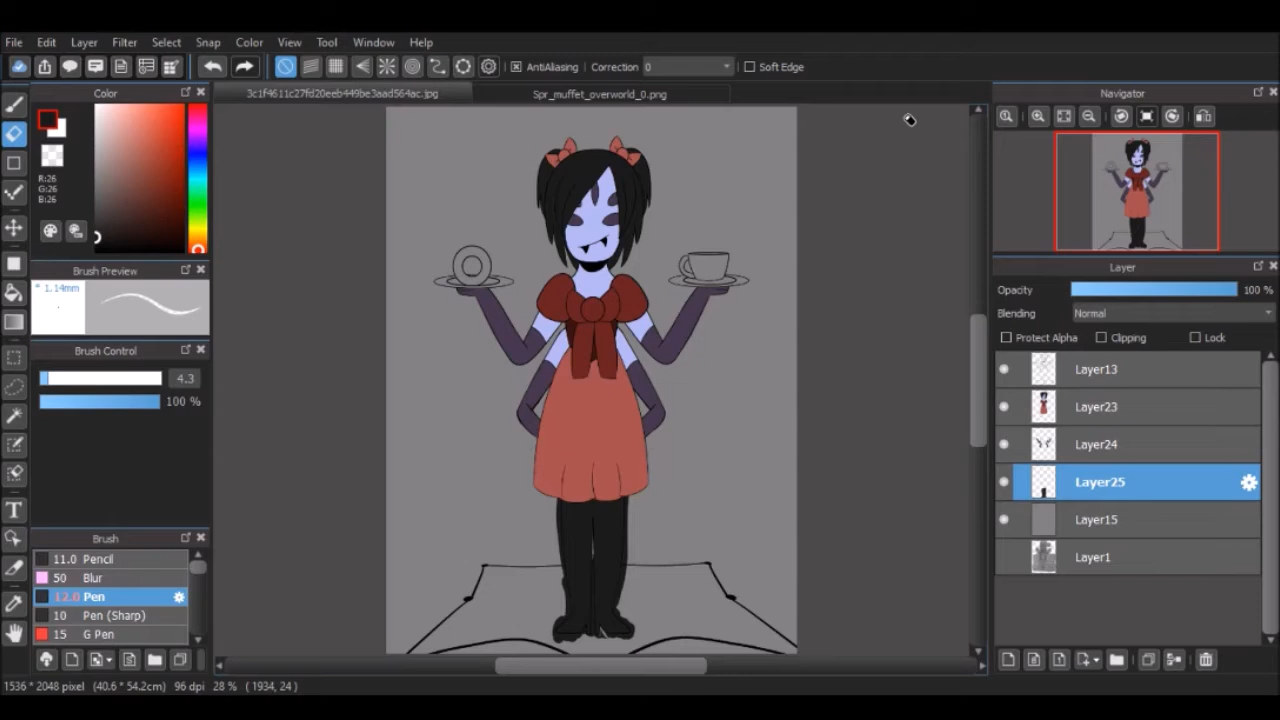 File Edit Layer Filter Select Snap Color View Tool Window Help
AntiAliasing Correction 0 Soft Edge
Color
3c1f4611c27fd20eeb449be3aad564ac.jpg
Spr_muffet_overworld_0.png
Navigator
R:26
G:26
B:26
Brush Preview
* 1.14mm
Layer
Opacity 100 %
Blending Normal
Protect Alpha Clipping Lock
Brush Control
4.3
100 %
Layer13
Layer23
Layer24
Layer25
Layer15
Layer1
Brush
11.0 Pencil
50 Blur
12.0 Pen
10 Pen (Sharp)
15 G Pen
1536 * 2048 pixel (40.6 * 54.2cm) 96 dpi 28 % ( 1934, 24 )